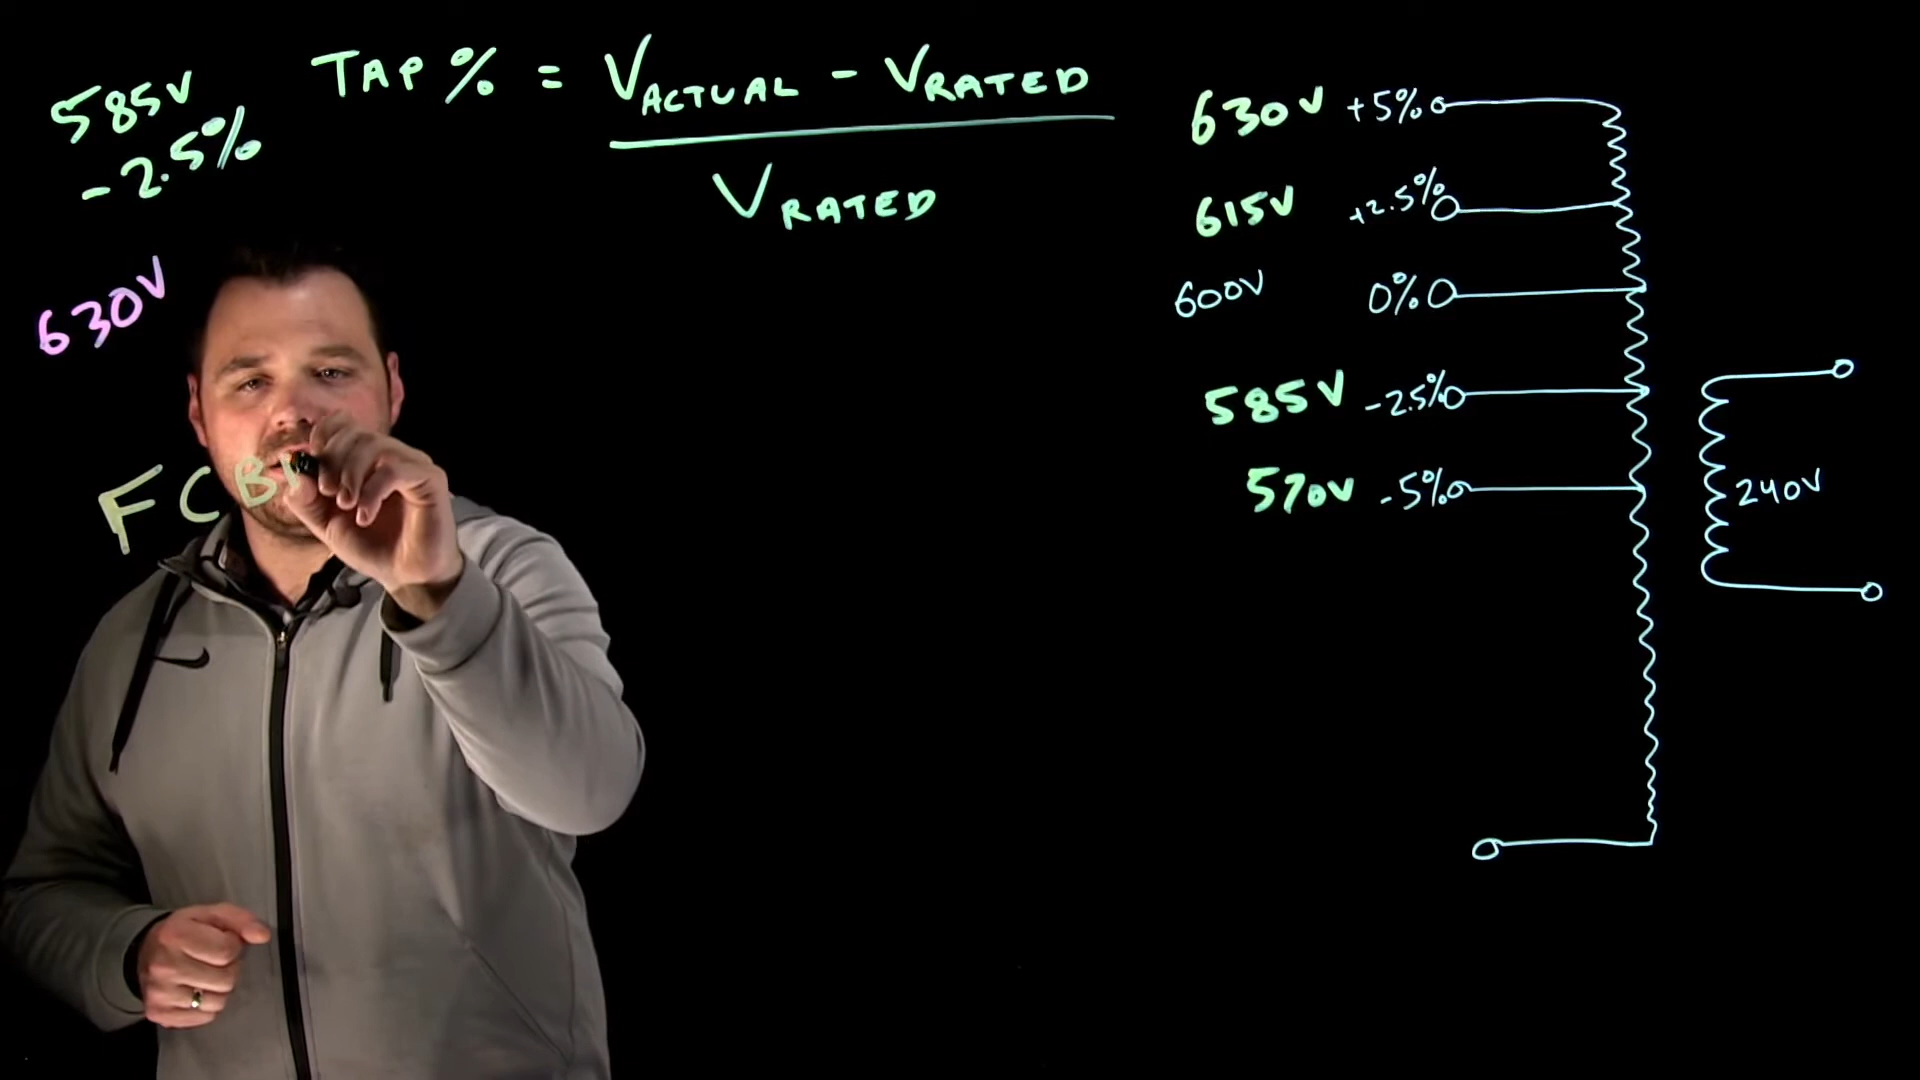 585V
-2.5%
TAP % = VACTUAL - VRATED
VRATED
630V
FCB
630V +5%
615V +2.5%
600V 0%
585V -2.5%
570V -5%
240V